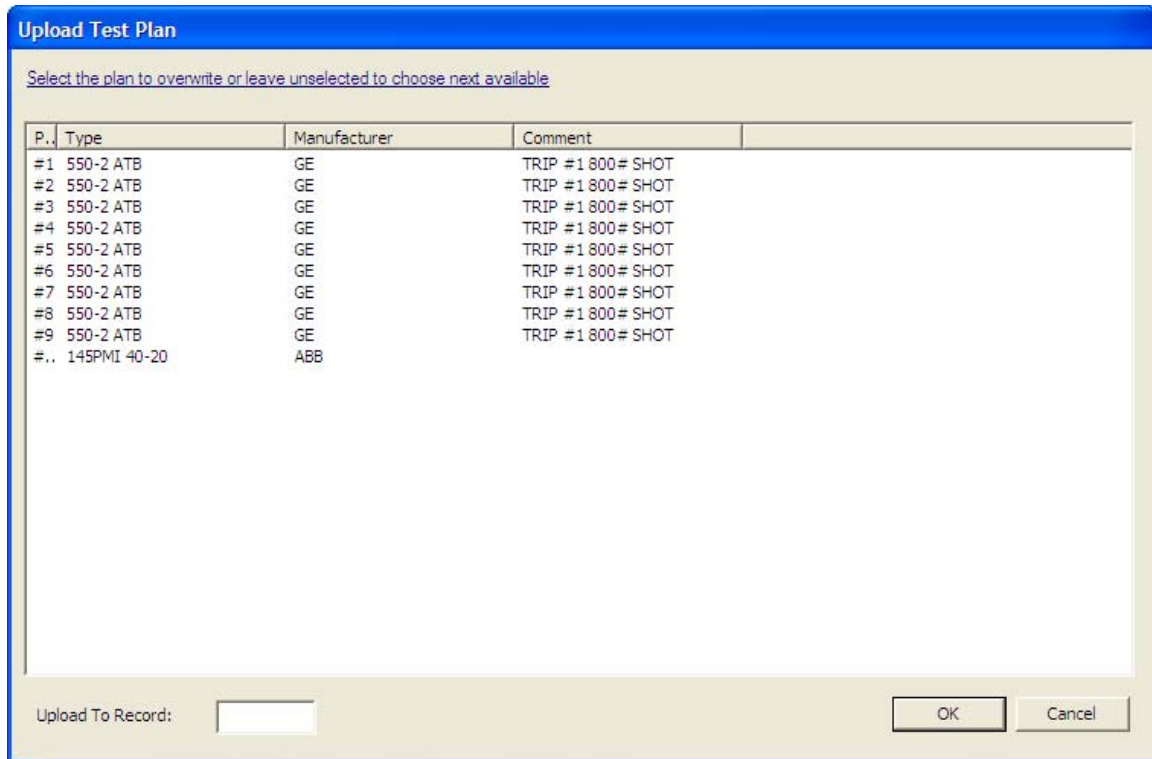 Upload Test Plan
Select the plan to overwrite or leave unselected to choose next available
P.. Type Manufacturer Comment
#1 550-2 ATB GE TRIP #1 800# SHOT
#2 550-2 ATB GE TRIP #1 800# SHOT
#3 550-2 ATB GE TRIP #1 800# SHOT
#4 550-2 ATB GE TRIP #1 800# SHOT
#5 550-2 ATB GE TRIP #1 800# SHOT
#6 550-2 ATB GE TRIP #1 800# SHOT
#7 550-2 ATB GE TRIP #1 800# SHOT
#8 550-2 ATB GE TRIP #1 800# SHOT
#9 550-2 ATB GE TRIP #1 800# SHOT
#.. 145PMI 40-20 ABB
Upload To Record: OK Cancel